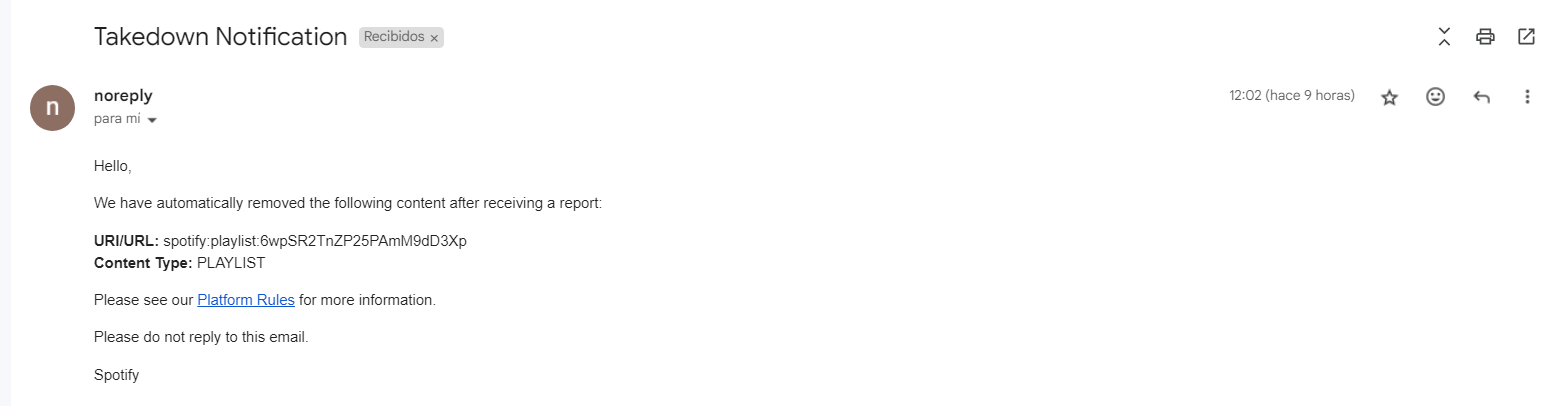 Takedown Notification Recibidos ×
noreply 12:02 (hace 9 horas)
para mí
n
Hello,
We have automatically removed the following content after receiving a report:
URI/URL: spotify:playlist:6wpSR2TnZP25PAmM9dD3Xp
Content Type: PLAYLIST
Please see our Platform Rules for more information.
Please do not reply to this email.
Spotify